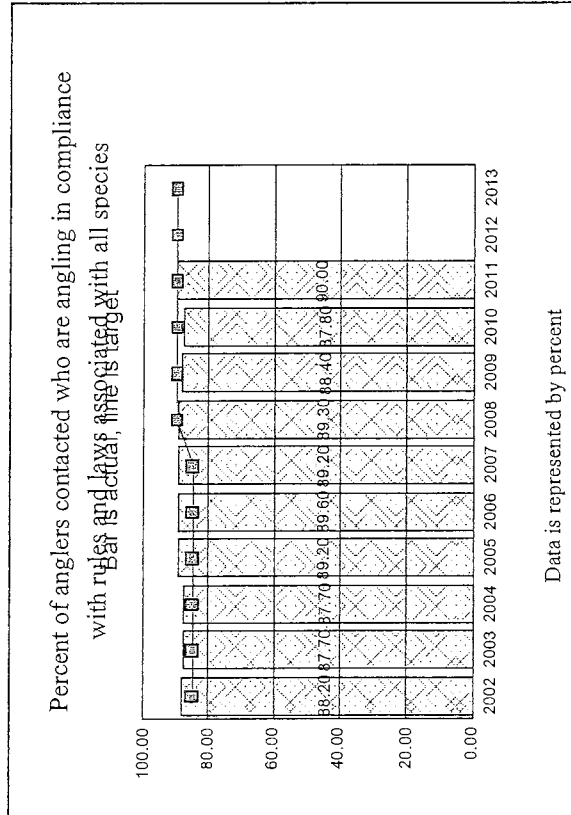 Percent of anglers contacted who are angling in compliance
with rules and laws associated with all species
Bar is actual, line is target
100.00
80.00
60.00
40.00
20.00
0.00
88.20 87.70 87.70 89.20 89.60 89.20 89.30 88.40 87.80 90.00
2002 2003 2004 2005 2006 2007 2008 2009 2010 2011 2012 2013
Data is represented by percent